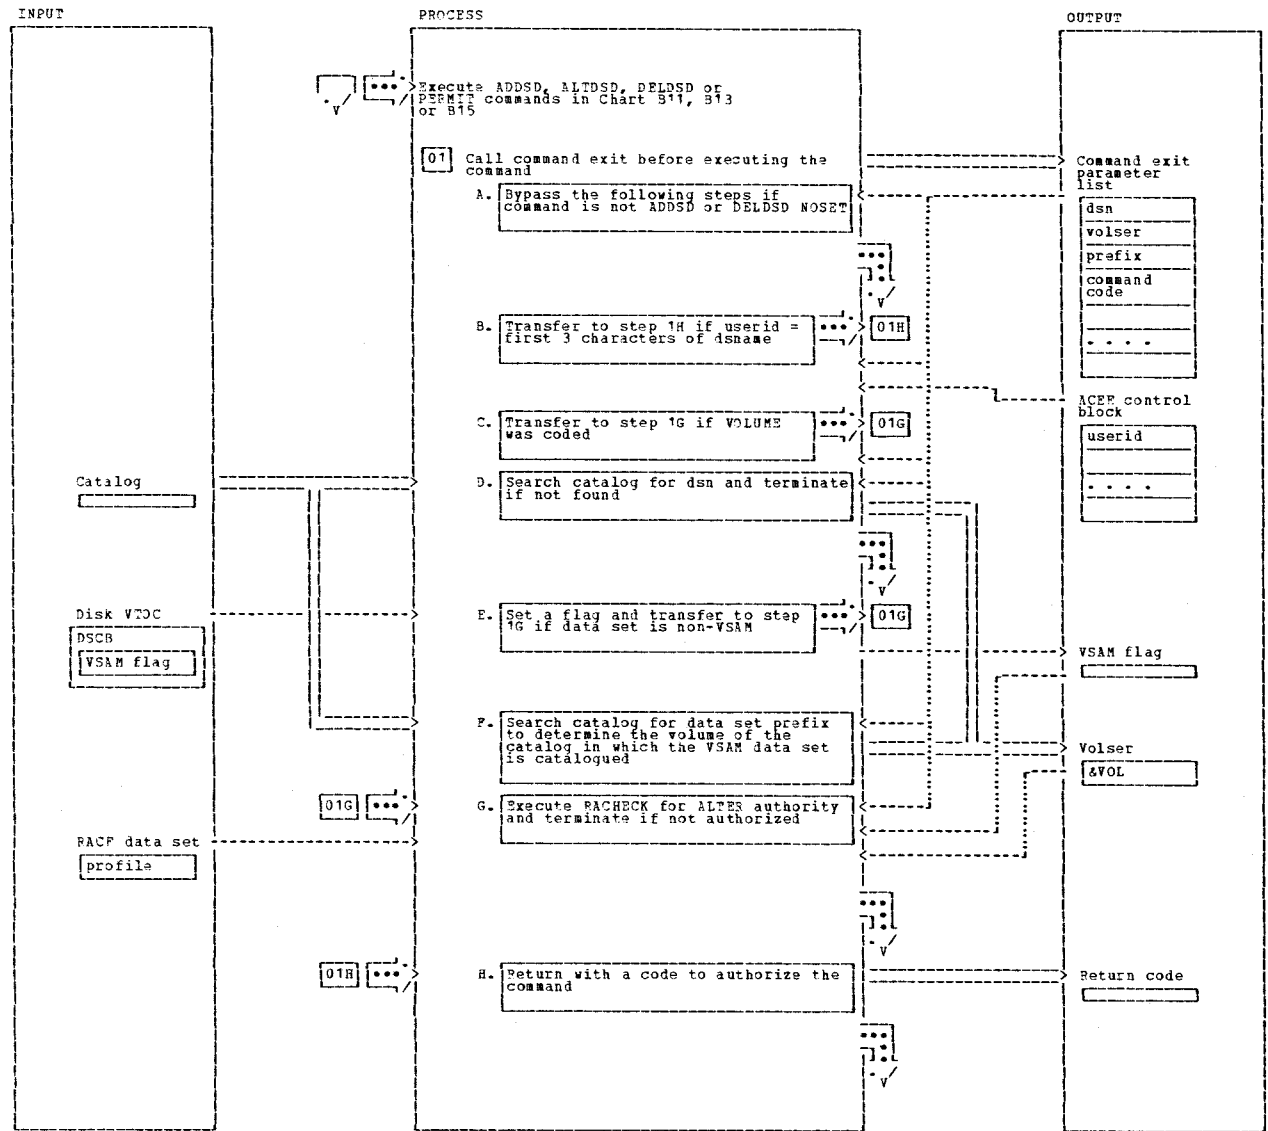 INPUT
PROCESS
OUTPUT
Execute ADDSD, ALTDSD, DELDSD or
PERMIT commands in Chart B11, B13
or B15
01 Call command exit before executing the
command
A. Bypass the following steps if
command is not ADDSD or DELDSD NOSET
Command exit
parameter
list
dsn
volser
prefix
command
code
. . . .
B. Transfer to step 1H if userid =
first 3 characters of dsname
01H
ACEE control
block
userid
. . . .
C. Transfer to step 1G if VOLUME
was coded
01G
Catalog
D. Search catalog for dsn and terminate
if not found
Disk VTOC
DSCB
VSAM flag
E. Set a flag and transfer to step
1G if data set is non-VSAM
01G
VSAM flag
F. Search catalog for data set prefix
to determine the volume of the
catalog in which the VSAM data set
is catalogued
Volser
&VOL
01G
G. Execute RACHECK for ALTER authority
and terminate if not authorized
RACF data set
profile
01H
H. Return with a code to authorize the
command
Return code